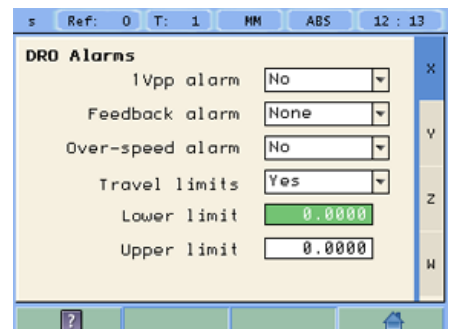 s Ref: 0 T: 1 MM ABS 12 : 13
DRO Alarms
1Vpp alarm No
Feedback alarm None
Over-speed alarm No
Travel limits Yes
Lower limit 0.0000
Upper limit 0.0000
X
Y
Z
W
?